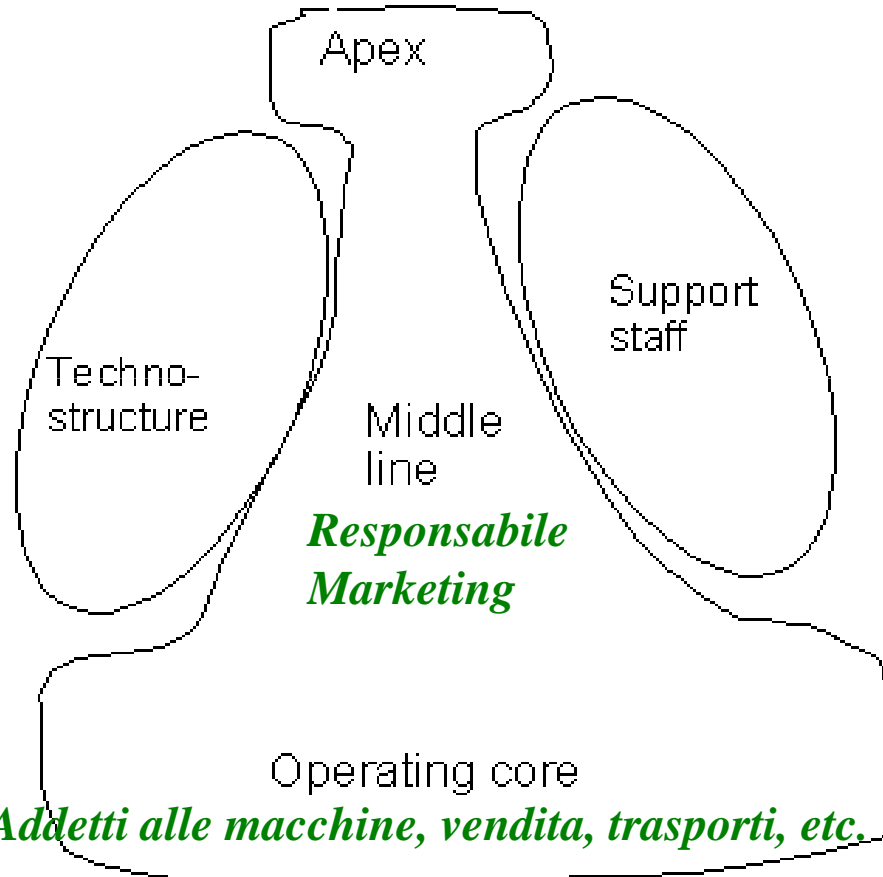 Apex
Support
staff
Techno-
structure
Middle
line
Responsabile
Marketing
Operating core
Addetti alle macchine, vendita, trasporti, etc.